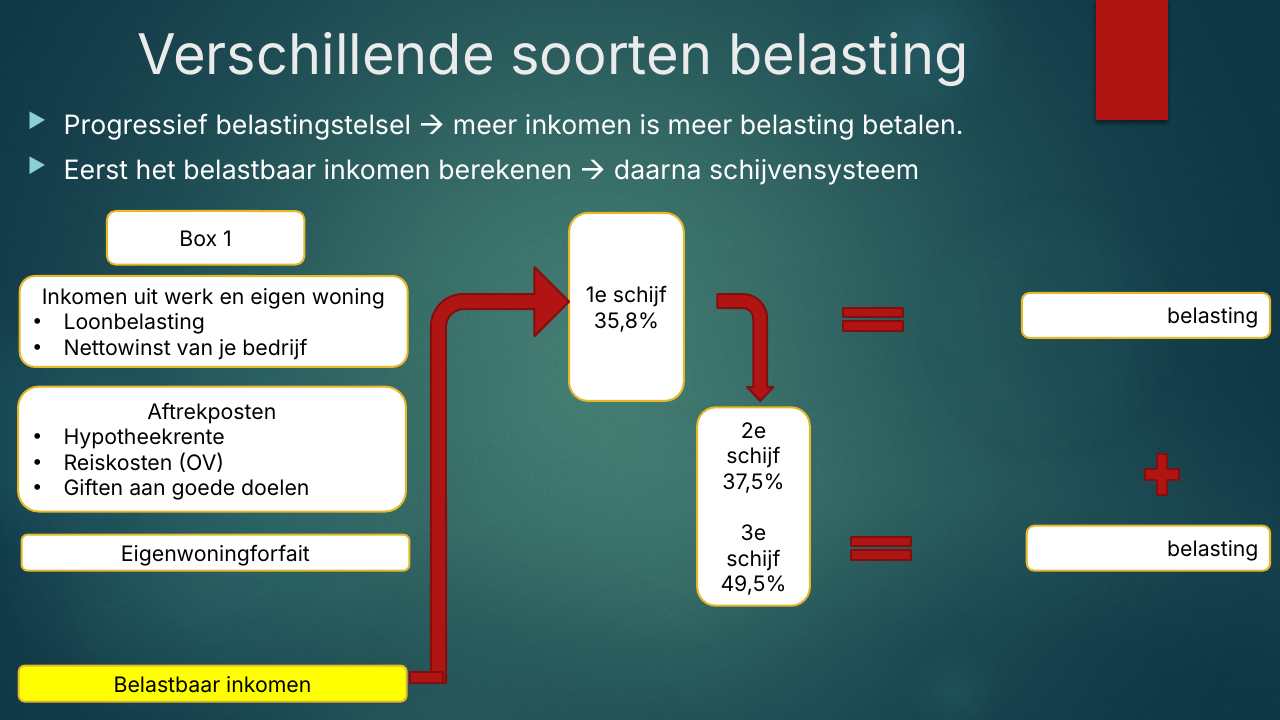 Verschillende soorten belasting
Progressief belastingstelsel → meer inkomen is meer belasting betalen.
Eerst het belastbaar inkomen berekenen → daarna schijvensysteem
Box 1
Inkomen uit werk en eigen woning
• Loonbelasting
• Nettowinst van je bedrijf
Aftrekposten
• Hypotheekrente
• Reiskosten (OV)
• Giften aan goede doelen
Eigenwoningforfait
Belastbaar inkomen
1e schijf
35,8%
belasting
2e
schijf
37,5%
3e
schijf
49,5%
belasting